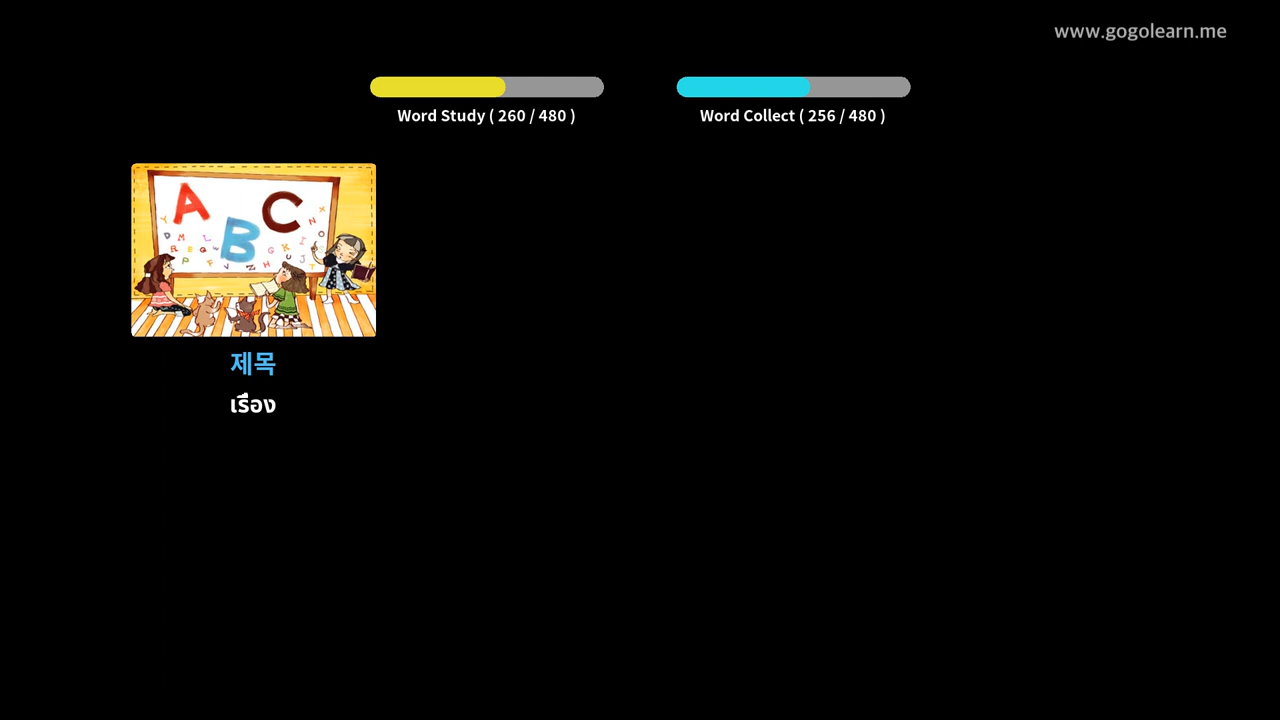 www.gogolearn.me
Word Study ( 260 / 480 )
Word Collect ( 256 / 480 )
A B C
제목
เรื่อง